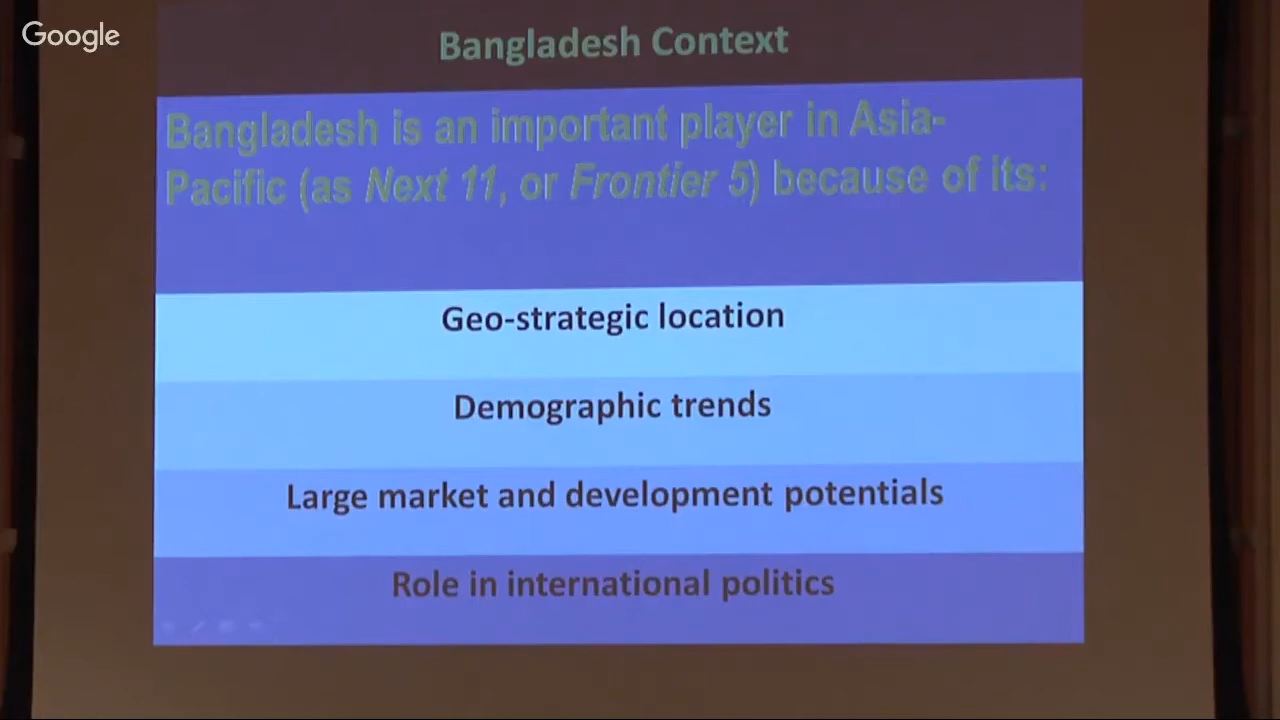 Google
Bangladesh Context
Bangladesh is an important player in Asia-
Pacific (as Next 11, or Frontier 5) because of its:
Geo-strategic location
Demographic trends
Large market and development potentials
Role in international politics